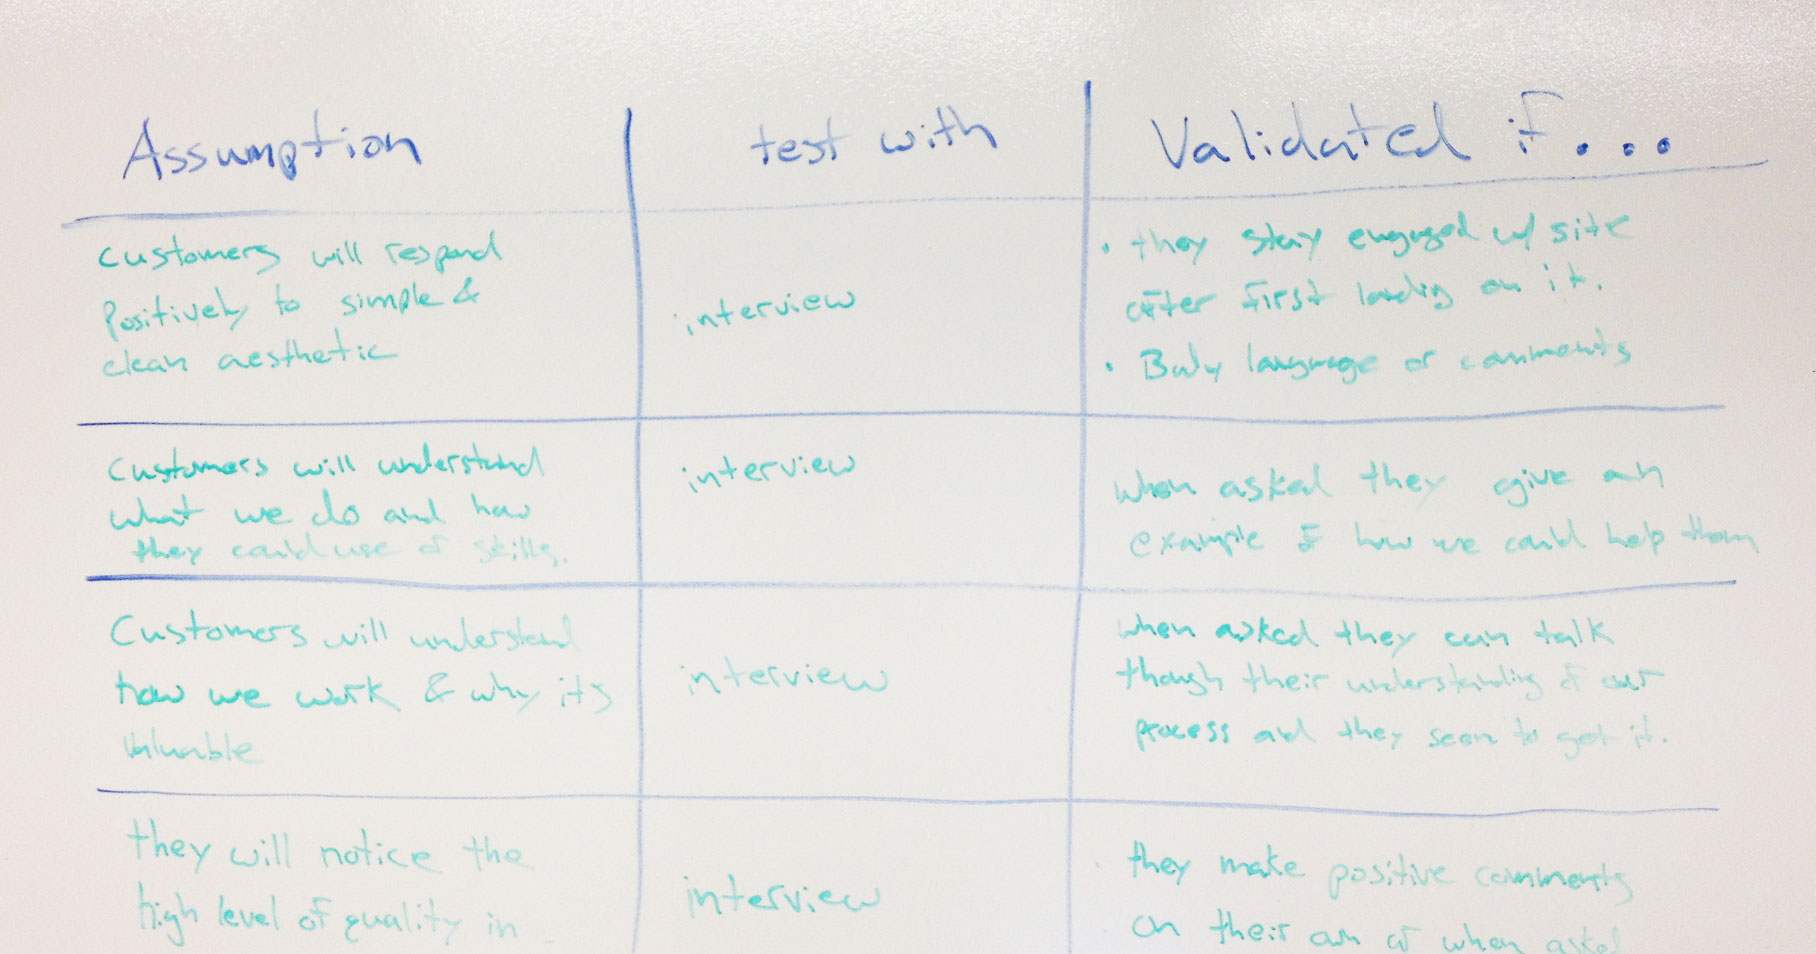 Assumption
test with
Validated if...
Customers will respond
positively to simple &
clean aesthetic
interview
• they stay engaged w/ site
after first landing on it.
• Body language or comments
Customers will understand
what we do and how
they could use or skills.
interview
when asked they give an
example of how we could help them
Customers will understand
how we work & why its
valuable
interview
when asked they can talk
though their understanding of our
process and they seem to get it.
they will notice the
high level of quality in
interview
• they make positive comments
on their own or when asked